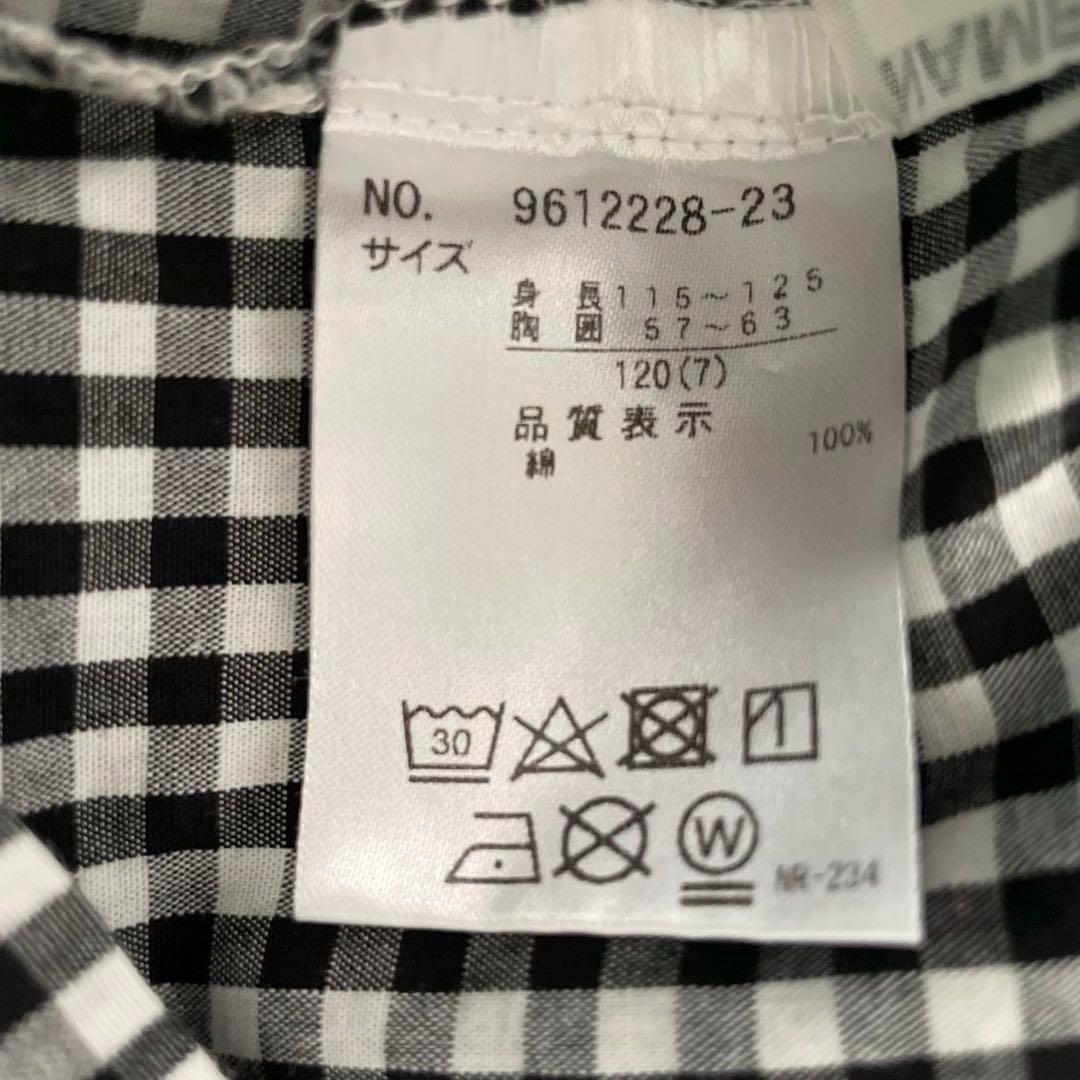 NO. 9612228-23
サイズ
身長115~125
胸囲 57~63
120(7)
品質表示
綿 100%
30
W
NR-234